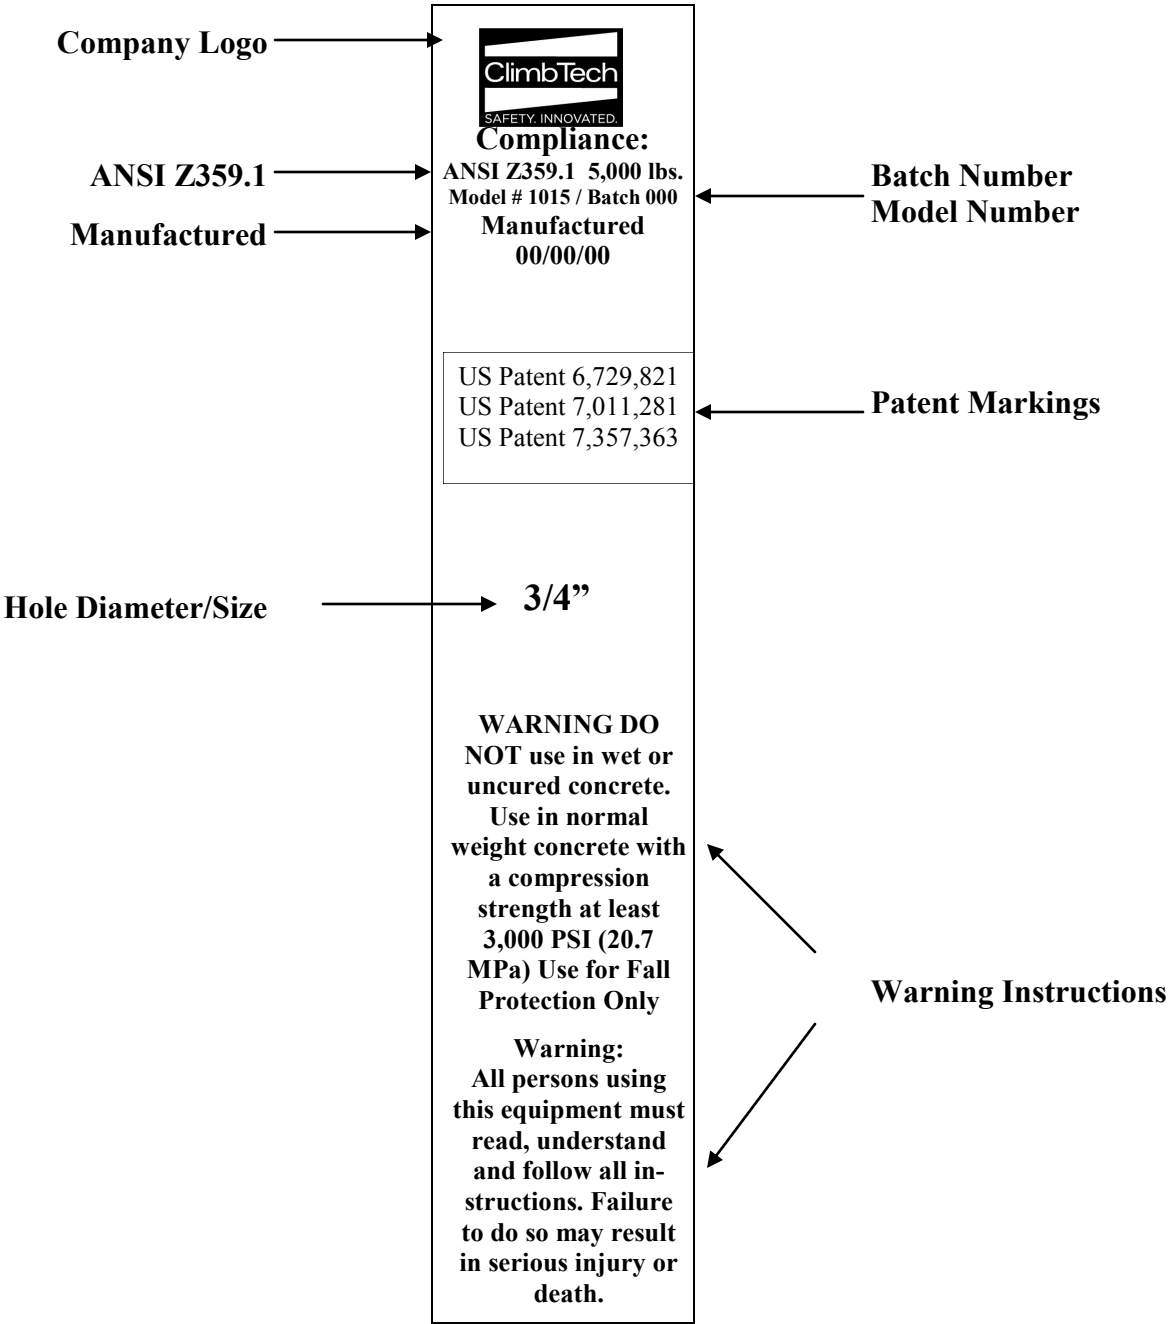 Company Logo
ClimbTech
SAFETY. INNOVATED.
Compliance:
ANSI Z359.1
ANSI Z359.1 5,000 lbs.
Model # 1015 / Batch 000
Batch Number
Model Number
Manufactured
Manufactured
00/00/00
US Patent 6,729,821
US Patent 7,011,281
US Patent 7,357,363
Patent Markings
Hole Diameter/Size
3/4”
WARNING DO
NOT use in wet or
uncured concrete.
Use in normal
weight concrete with
a compression
strength at least
3,000 PSI (20.7
MPa) Use for Fall
Protection Only
Warning Instructions
Warning:
All persons using
this equipment must
read, understand
and follow all in-
structions. Failure
to do so may result
in serious injury or
death.